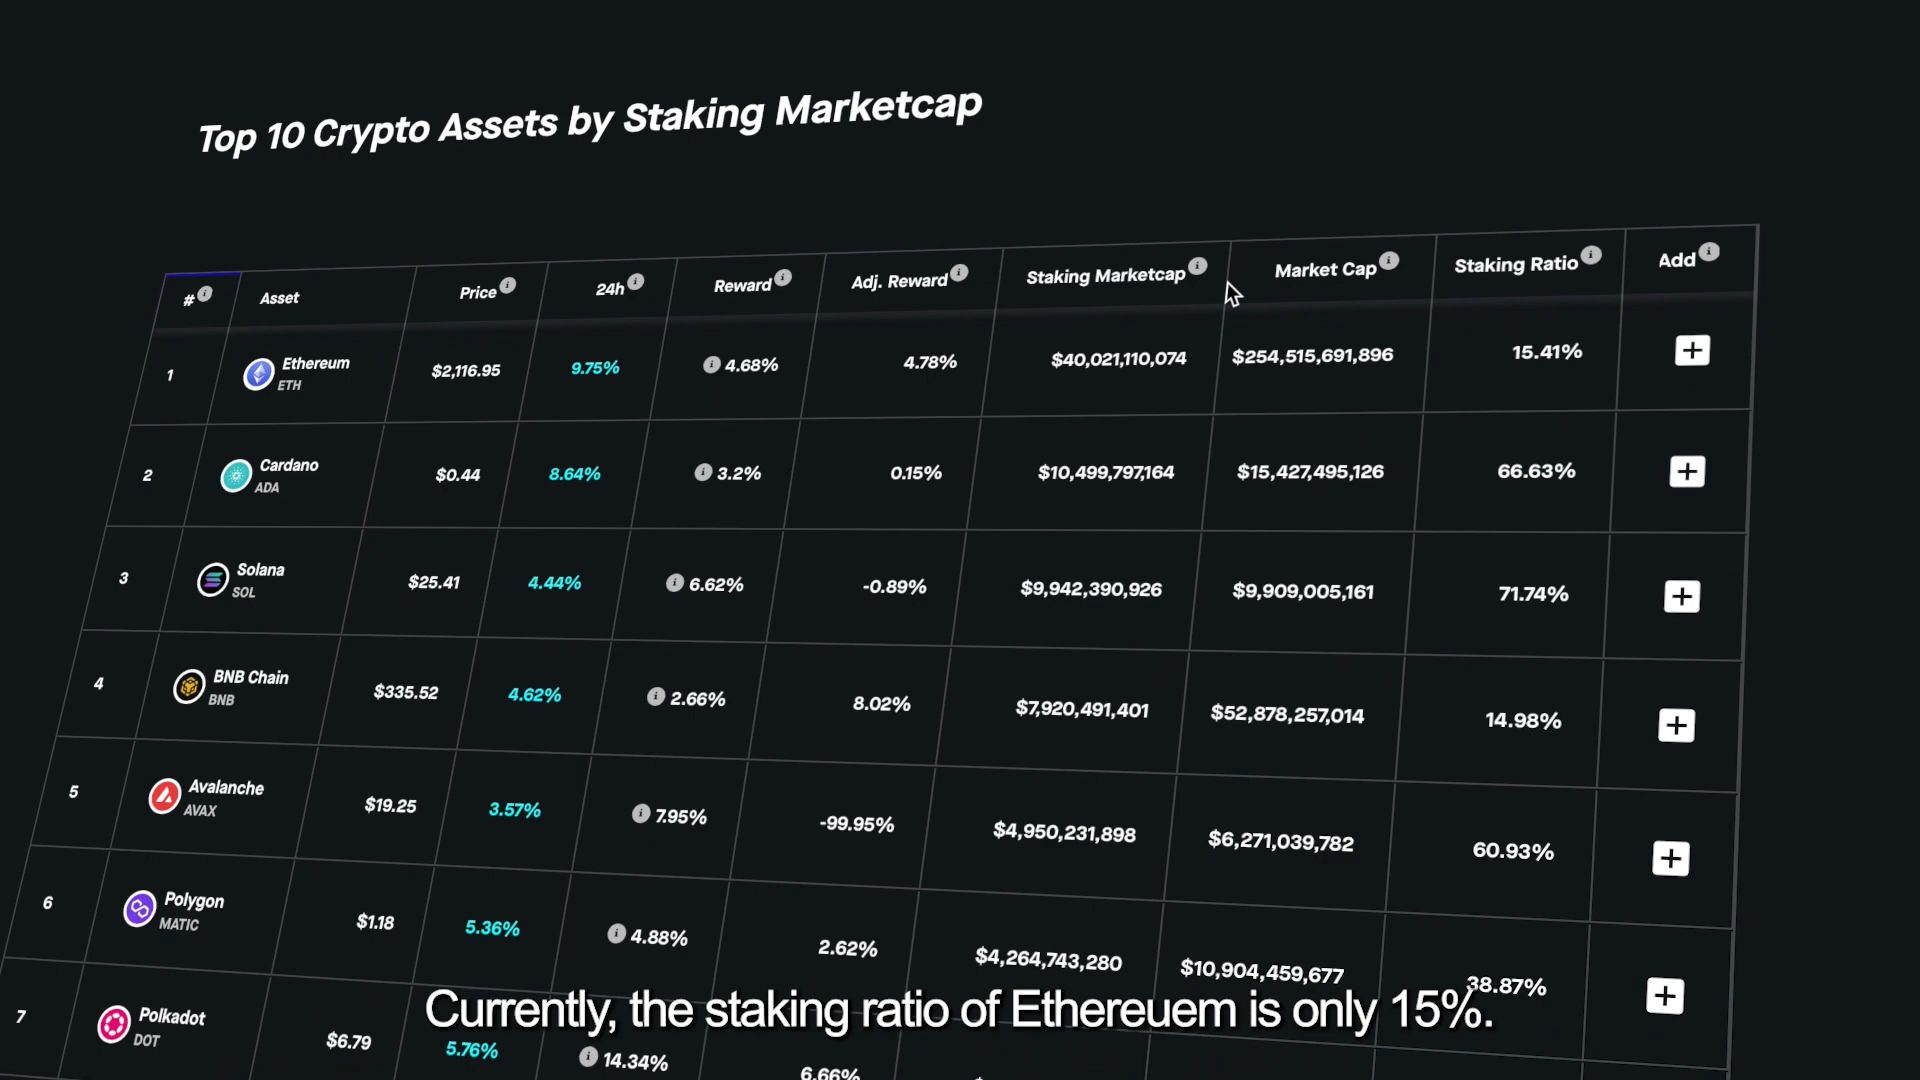 Top 10 Crypto Assets by Staking Marketcap
# Asset Price 24h Reward Adj. Reward Staking Marketcap Market Cap Staking Ratio Add
1 Ethereum ETH $2,116.95 9.75% 4.68% 4.78% $40,021,110,074 $254,515,691,896 15.41% +
2 Cardano ADA $0.44 8.64% 3.2% 0.15% $10,499,797,164 $15,427,495,126 66.63% +
3 Solana SOL $25.41 4.44% 6.62% -0.89% $9,942,390,926 $9,909,005,161 71.74% +
4 BNB Chain BNB $335.52 4.62% 2.66% 8.02% $7,920,491,401 $52,878,257,014 14.98% +
5 Avalanche AVAX $19.25 3.57% 7.95% -99.95% $4,950,231,898 $6,271,039,782 60.93% +
6 Polygon MATIC $1.18 5.36% 4.88% 2.62% $4,264,743,280 $10,904,459,677 38.87% +
7 Polkadot DOT $6.79 5.76% 14.34% 6.66%
Currently, the staking ratio of Ethereuem is only 15%.